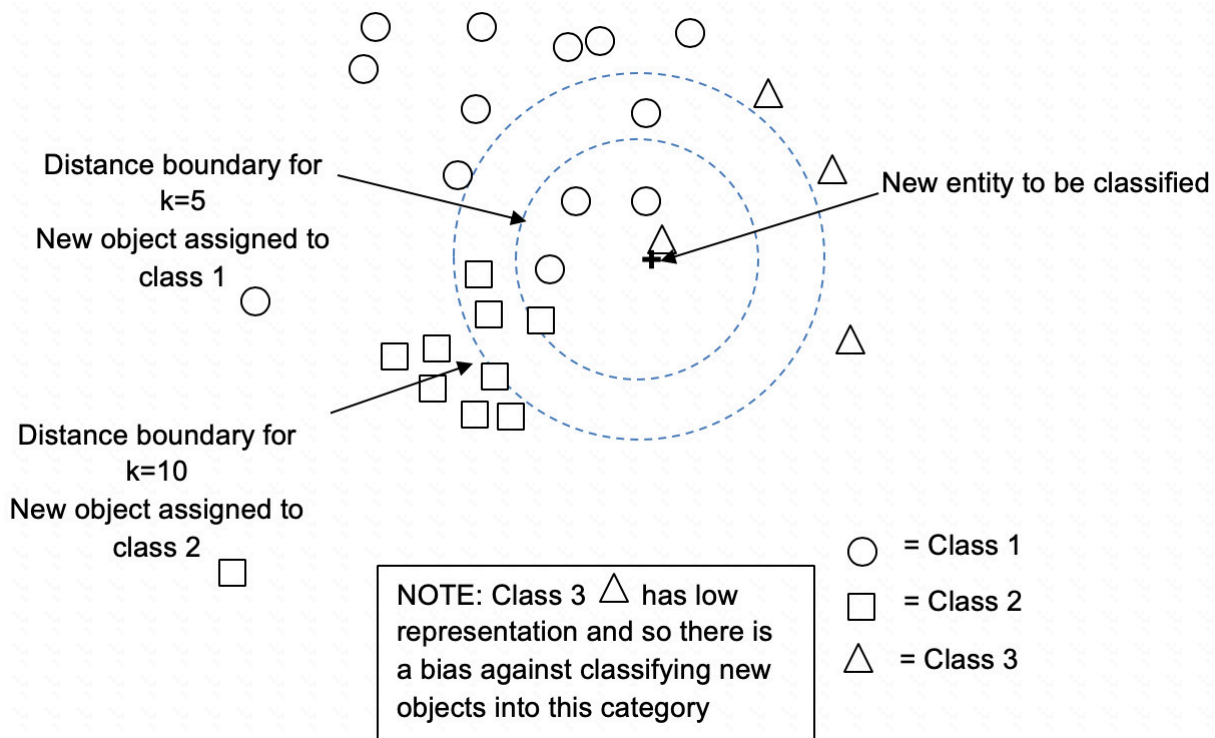 Distance boundary for
k=5
New object assigned to
class 1
New entity to be classified
Distance boundary for
k=10
New object assigned to
class 2
NOTE: Class 3 has low
representation and so there is
a bias against classifying new
objects into this category
= Class 1
= Class 2
= Class 3